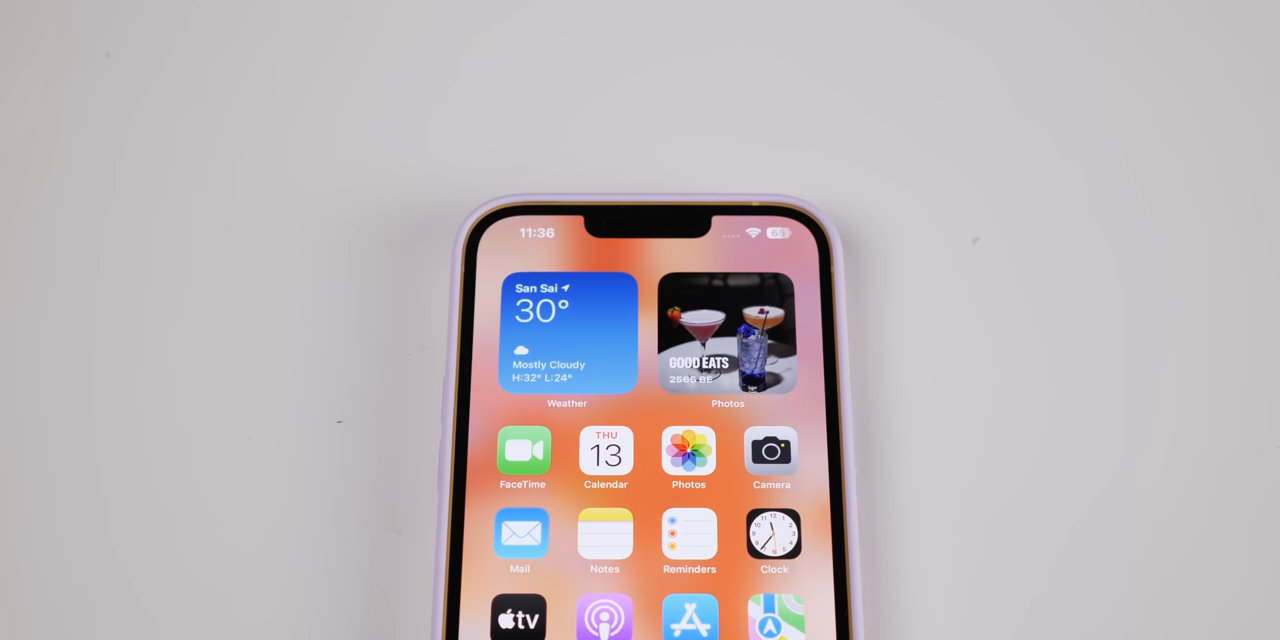 11:36
65
San Sai
30°
Mostly Cloudy
H:32° L:24°
GOOD EATS
2565 BE
Weather
Photos
THU
13
FaceTime
Calendar
Photos
Camera
Mail
Notes
Reminders
Clock
tv